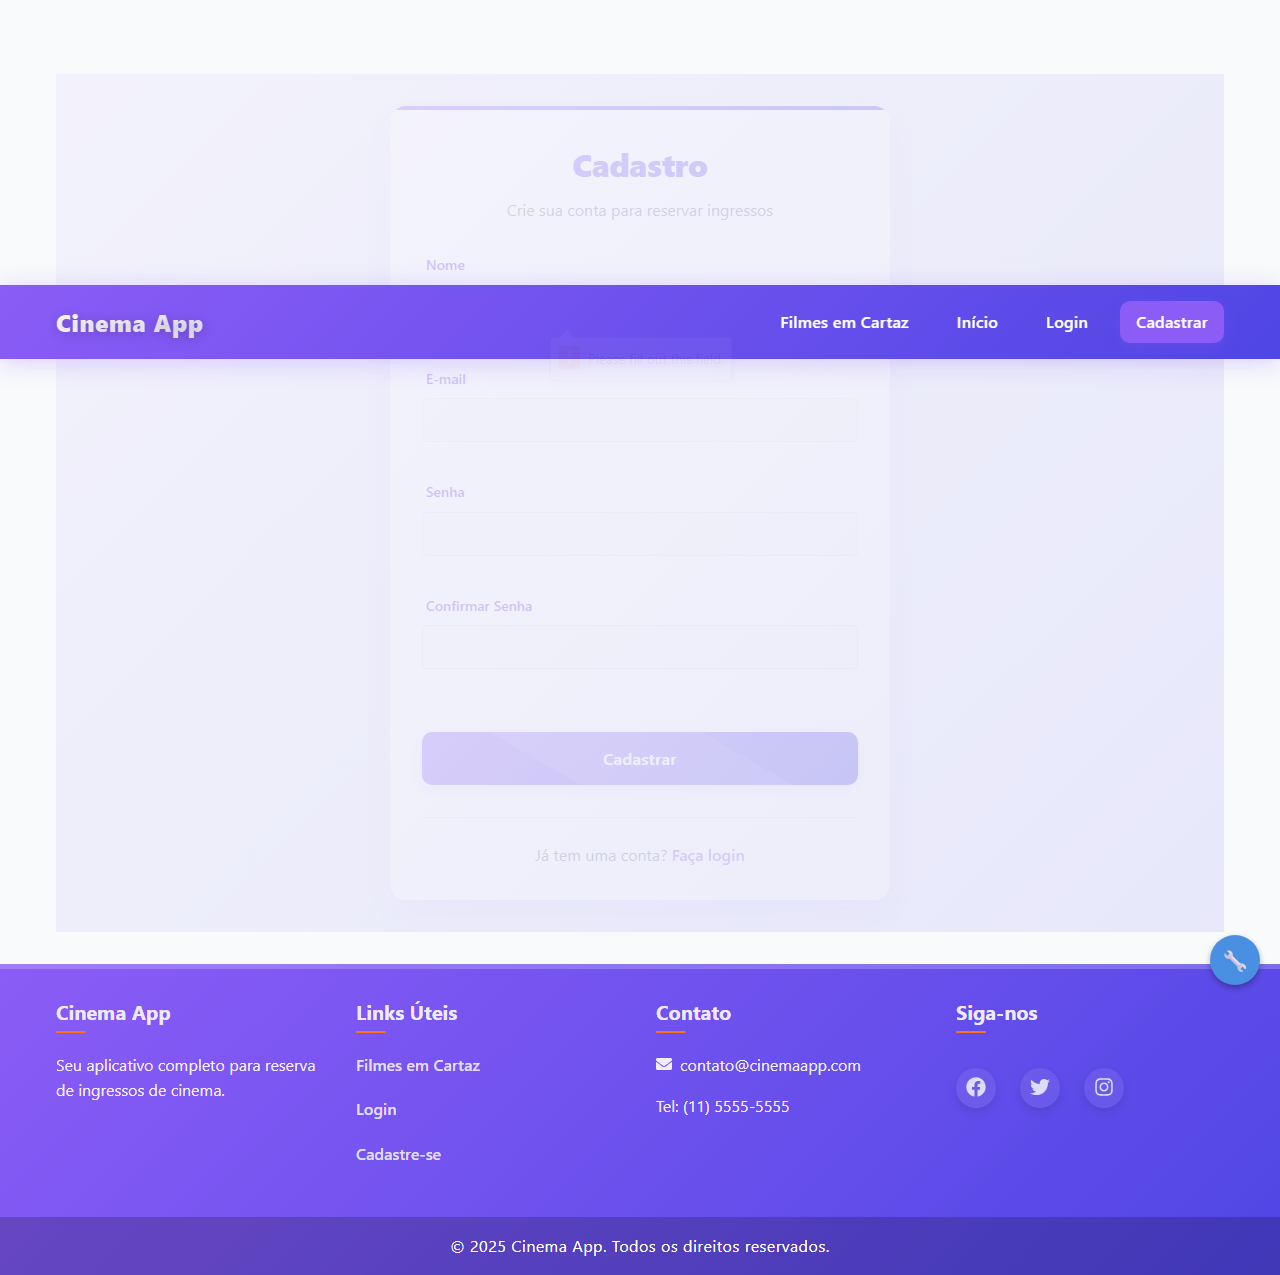 Cadastro
Crie sua conta para reservar ingressos
Nome
Cinema App
Filmes em Cartaz
Início
Login
Cadastrar
Please fill out this field.
E-mail
Senha
Confirmar Senha
Cadastrar
Já tem uma conta? Faça login
Cinema App
Seu aplicativo completo para reserva
de ingressos de cinema.
Links Úteis
Filmes em Cartaz
Login
Cadastre-se
Contato
contato@cinemaapp.com
Tel: (11) 5555-5555
Siga-nos
© 2025 Cinema App. Todos os direitos reservados.